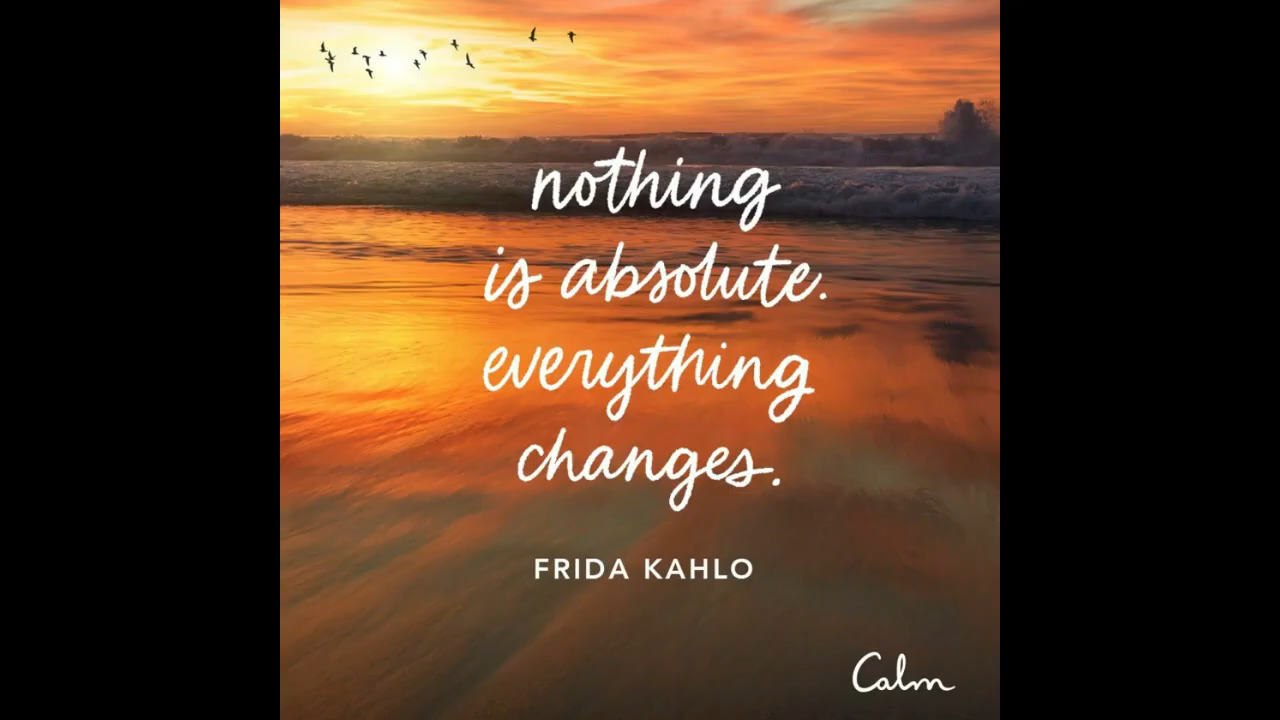 nothing
is absolute.
everything
changes.
FRIDA KAHLO
Calm